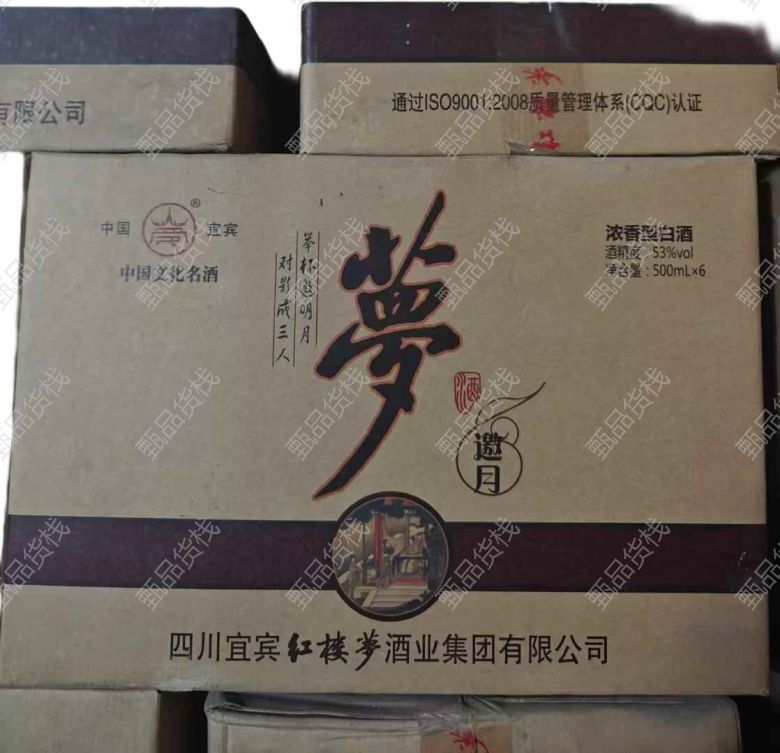 有限公司
通过ISO9001:2008质量管理体系(CQC)认证
红楼梦
中国
®
宜宾
中国文化名酒
举杯邀明月
对影成三人
夢
酒
邀月
浓香型白酒
酒精度：53%vol
净含量：500mL×6
四川宜宾红楼梦酒业集团有限公司
甄品货栈